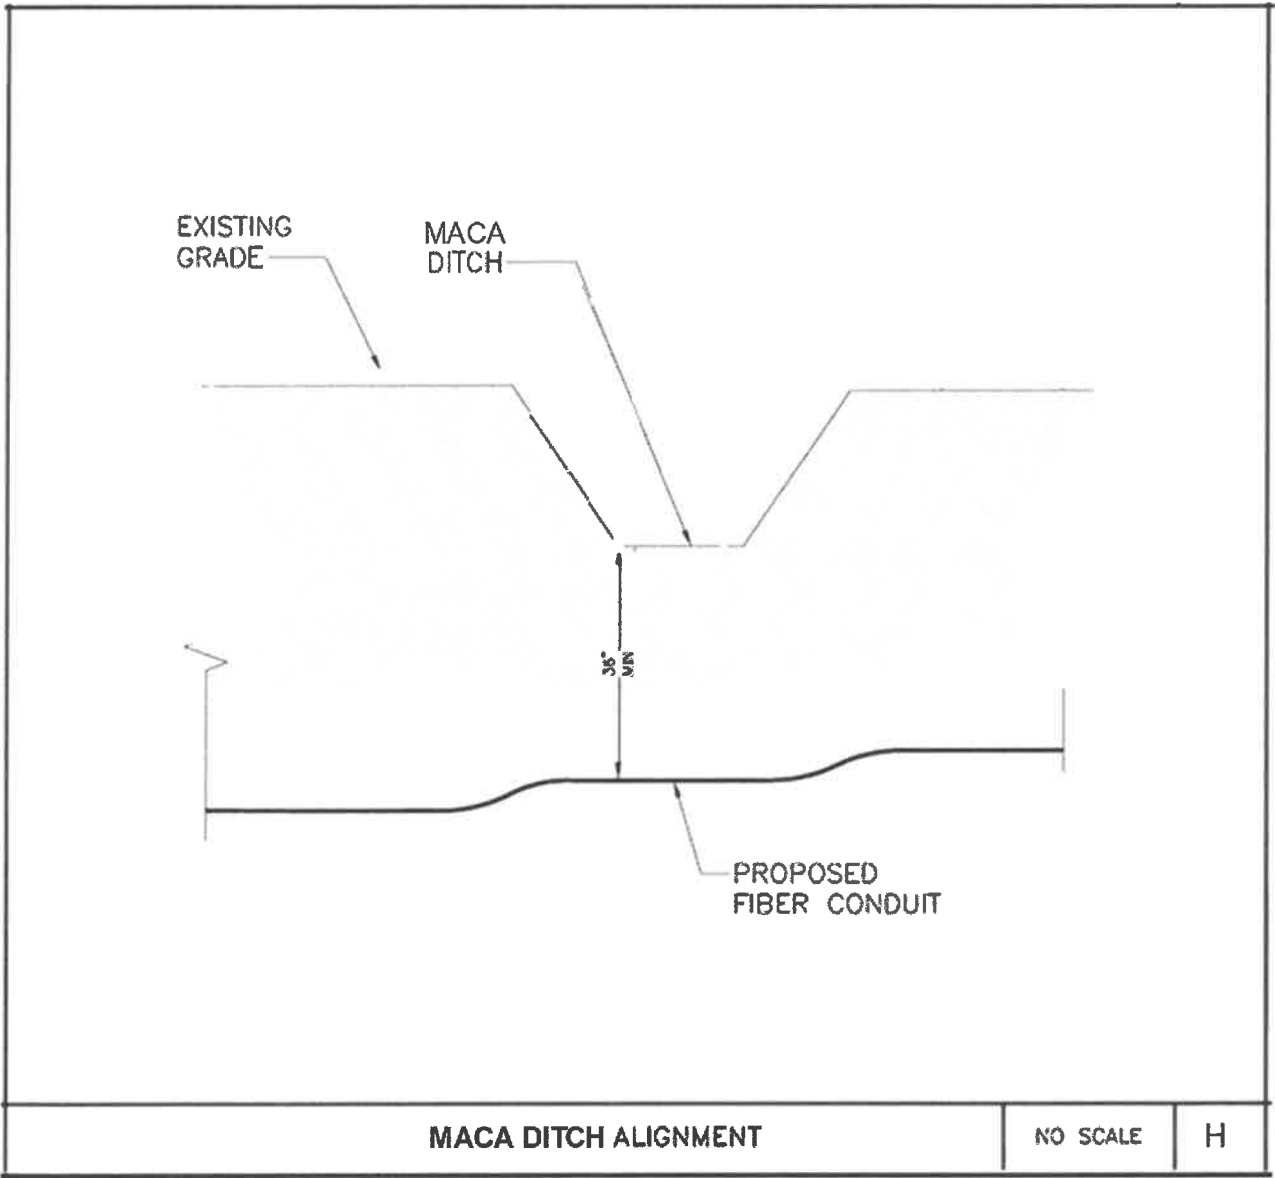 EXISTING
GRADE
MACA
DITCH
36"
MIN
PROPOSED
FIBER CONDUIT
MACA DITCH ALIGNMENT
NO SCALE
H